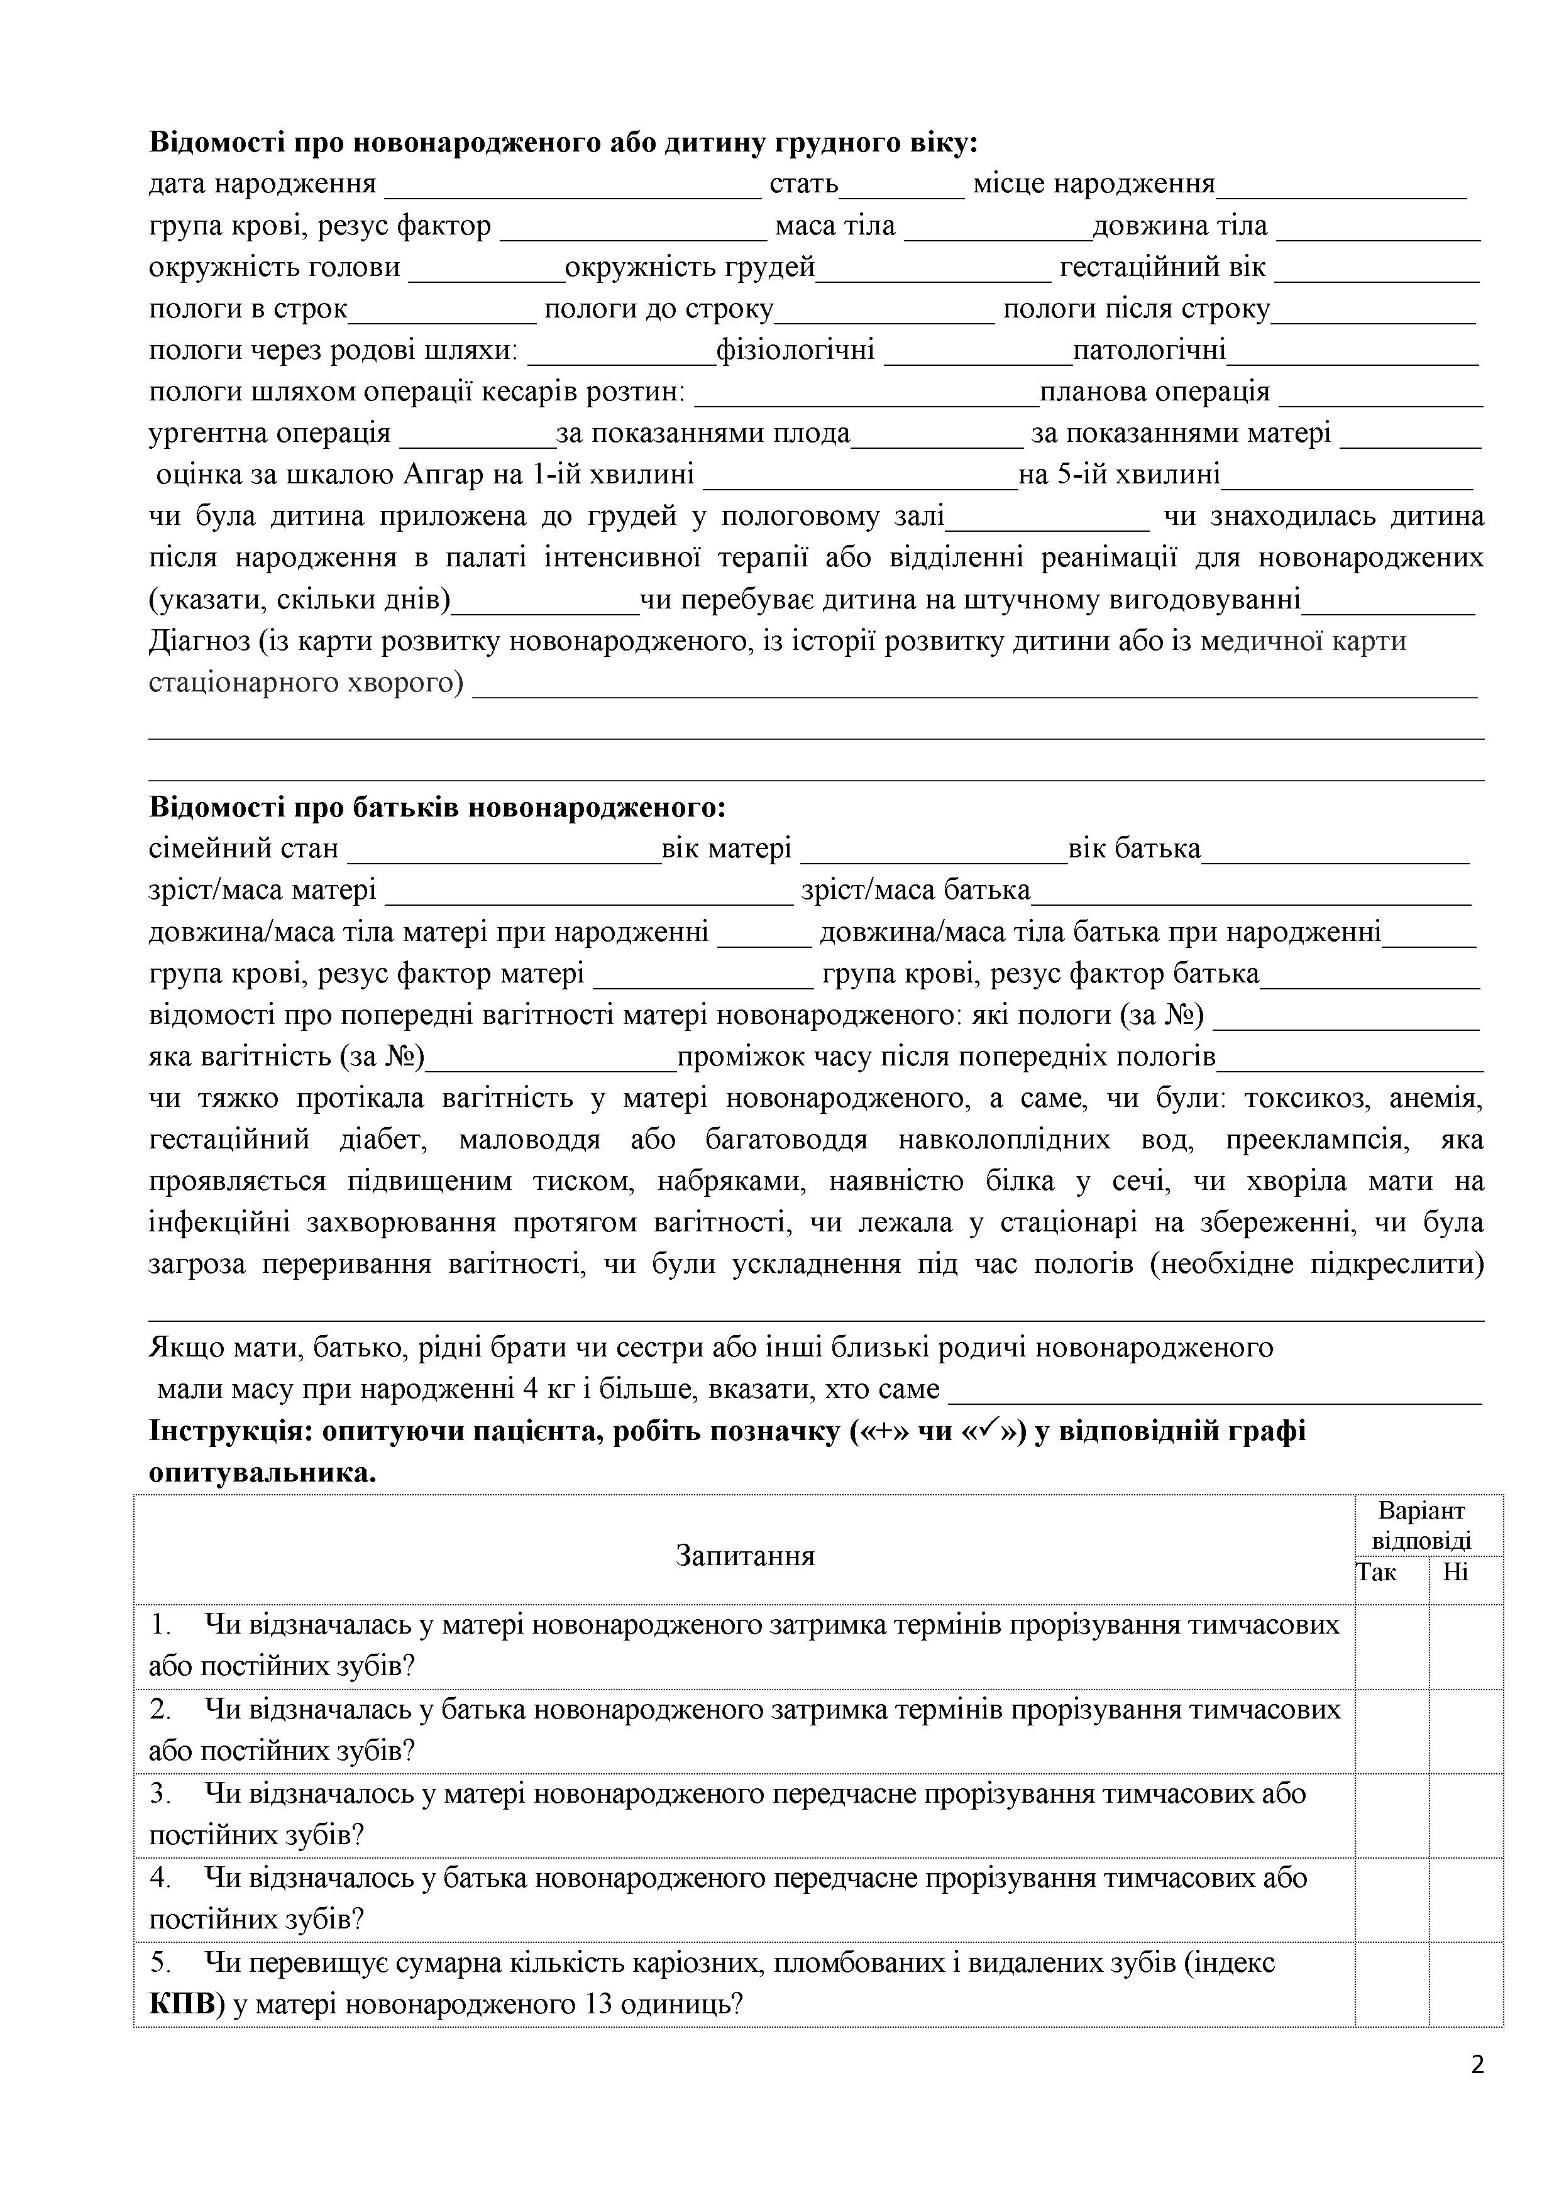 Відомості про новонародженого або дитину грудного віку:
дата народження ________________________ стать________ місце народження________________
група крові, резус фактор _________________ маса тіла ____________довжина тіла _____________
окружність голови __________окружність грудей_______________ гестаційний вік _____________
пологи в строк____________ пологи до строку______________ пологи після строку_____________
пологи через родові шляхи: ____________фізіологічні ____________патологічні________________
пологи шляхом операції кесарів розтин: ______________________планова операція _____________
ургентна операція __________за показаннями плода___________ за показаннями матері _________
оцінка за шкалою Апгар на 1-ій хвилині ____________________на 5-ій хвилині________________
чи була дитина приложена до грудей у пологовому залі_____________ чи знаходилась дитина
після народження в палаті інтенсивної терапії або відділенні реанімації для новонароджених
(указати, скільки днів)____________чи перебуває дитина на штучному вигодовуванні___________
Діагноз (із карти розвитку новонародженого, із історії розвитку дитини або із медичної карти
стаціонарного хворого) ________________________________________________________________
_____________________________________________________________________________________
_____________________________________________________________________________________
Відомості про батьків новонародженого:
сімейний стан ____________________вік матері _________________вік батька_________________
зріст/маса матері __________________________ зріст/маса батька____________________________
довжина/маса тіла матері при народженні ______ довжина/маса тіла батька при народженні______
група крові, резус фактор матері ______________ група крові, резус фактор батька______________
відомості про попередні вагітності матері новонародженого: які пологи (за №) _________________
яка вагітність (за №)________________проміжок часу після попередніх пологів_________________
чи тяжко протікала вагітність у матері новонародженого, а саме, чи були: токсикоз, анемія,
гестаційний діабет, маловоддя або багатоводдя навколоплідних вод, прееклампсія, яка
проявляється підвищеним тиском, набряками, наявністю білка у сечі, чи хворіла мати на
інфекційні захворювання протягом вагітності, чи лежала у стаціонарі на збереженні, чи була
загроза переривання вагітності, чи були ускладнення під час пологів (необхідне підкреслити)
_____________________________________________________________________________________
Якщо мати, батько, рідні брати чи сестри або інші близькі родичі новонародженого
мали масу при народженні 4 кг і більше, вказати, хто саме __________________________________
Інструкція: опитуючи пацієнта, робіть позначку («+» чи «✓») у відповідній графі
опитувальника.
Запитання
Варіант
відповіді
Так Ні
1. Чи відзначалась у матері новонародженого затримка термінів прорізування тимчасових
або постійних зубів?
2. Чи відзначалась у батька новонародженого затримка термінів прорізування тимчасових
або постійних зубів?
3. Чи відзначалось у матері новонародженого передчасне прорізування тимчасових або
постійних зубів?
4. Чи відзначалось у батька новонародженого передчасне прорізування тимчасових або
постійних зубів?
5. Чи перевищує сумарна кількість каріозних, пломбованих і видалених зубів (індекс
КПВ) у матері новонародженого 13 одиниць?
2